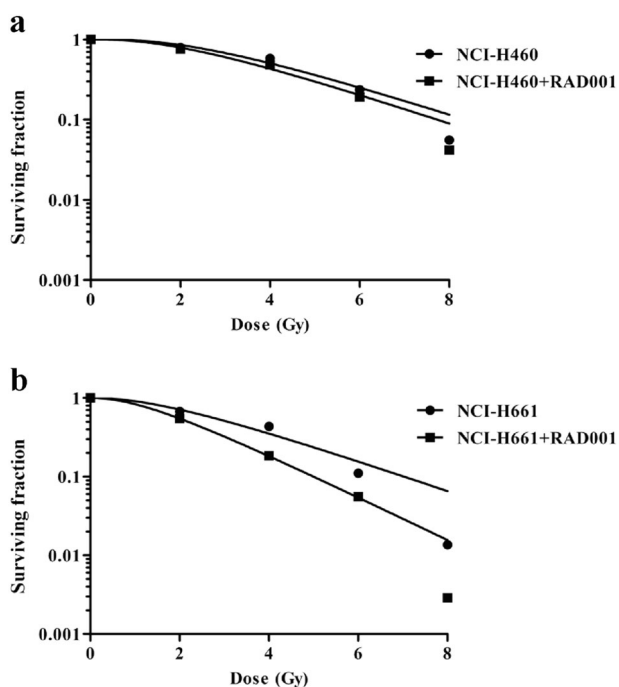 a
1
0.1
0.01
0.001
Surviving fraction
0 2 4 6 8
Dose (Gy)
NCI-H460
NCI-H460+RAD001
b
1
0.1
0.01
0.001
Surviving fraction
0 2 4 6 8
Dose (Gy)
NCI-H661
NCI-H661+RAD001